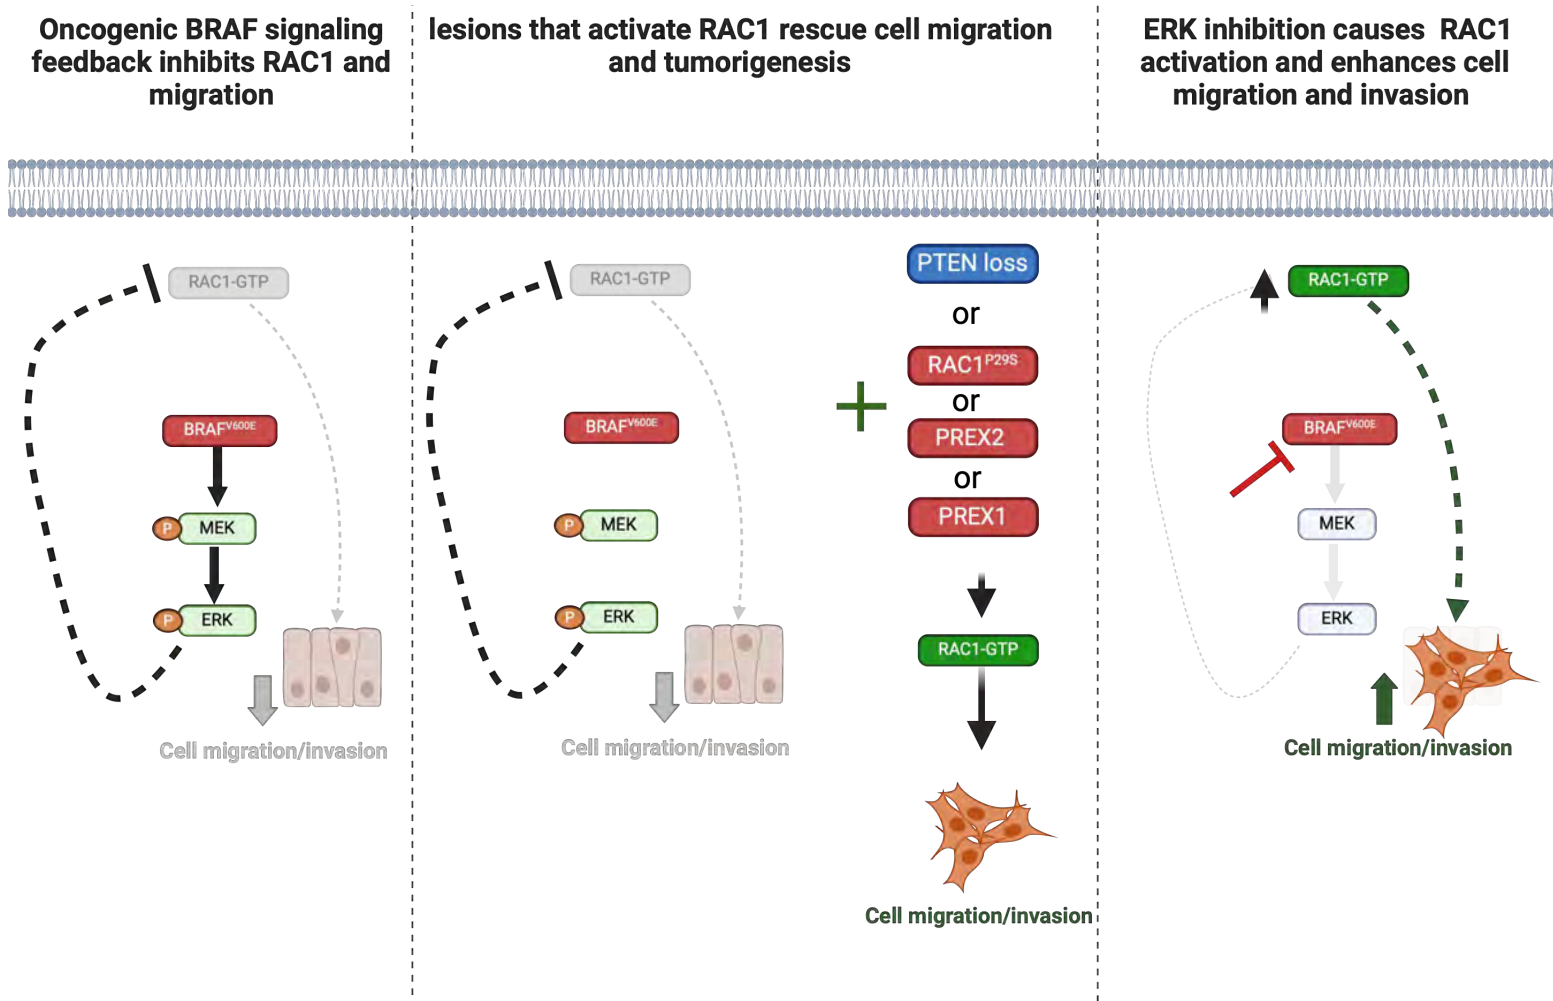 Oncogenic BRAF signaling
feedback inhibits RAC1 and
migration
RAC1-GTP
BRAFV600E
P
MEK
P
ERK
Cell migration/invasion
lesions that activate RAC1 rescue cell migration
and tumorigenesis
RAC1-GTP
BRAFV600E
P
MEK
P
ERK
Cell migration/invasion
+
PTEN loss
or
RAC1P29S
or
PREX2
or
PREX1
RAC1-GTP
Cell migration/invasion
ERK inhibition causes RAC1
activation and enhances cell
migration and invasion
RAC1-GTP
BRAFV600E
MEK
ERK
Cell migration/invasion